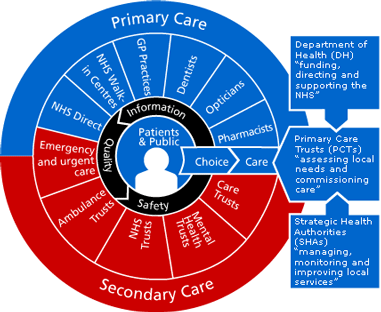 Primary Care
NHS Direct
NHS Walk-
in Centres
GP Practices
Dentists
Opticians
Pharmacists
Information
Quality
Safety
Patients
& Public
Choice
Care
Emergency
and urgent
care
Ambulance
Trusts
NHS
Trusts
Mental
Health Trusts
Care
Trusts
Secondary Care
Department of
Health (DH)
"funding,
directing and
supporting the
NHS"
Primary Care
Trusts (PCTs)
"assessing local
needs and
commissioning
care"
Strategic Health
Authorities
(SHAs)
"managing,
monitoring and
improving local
services"